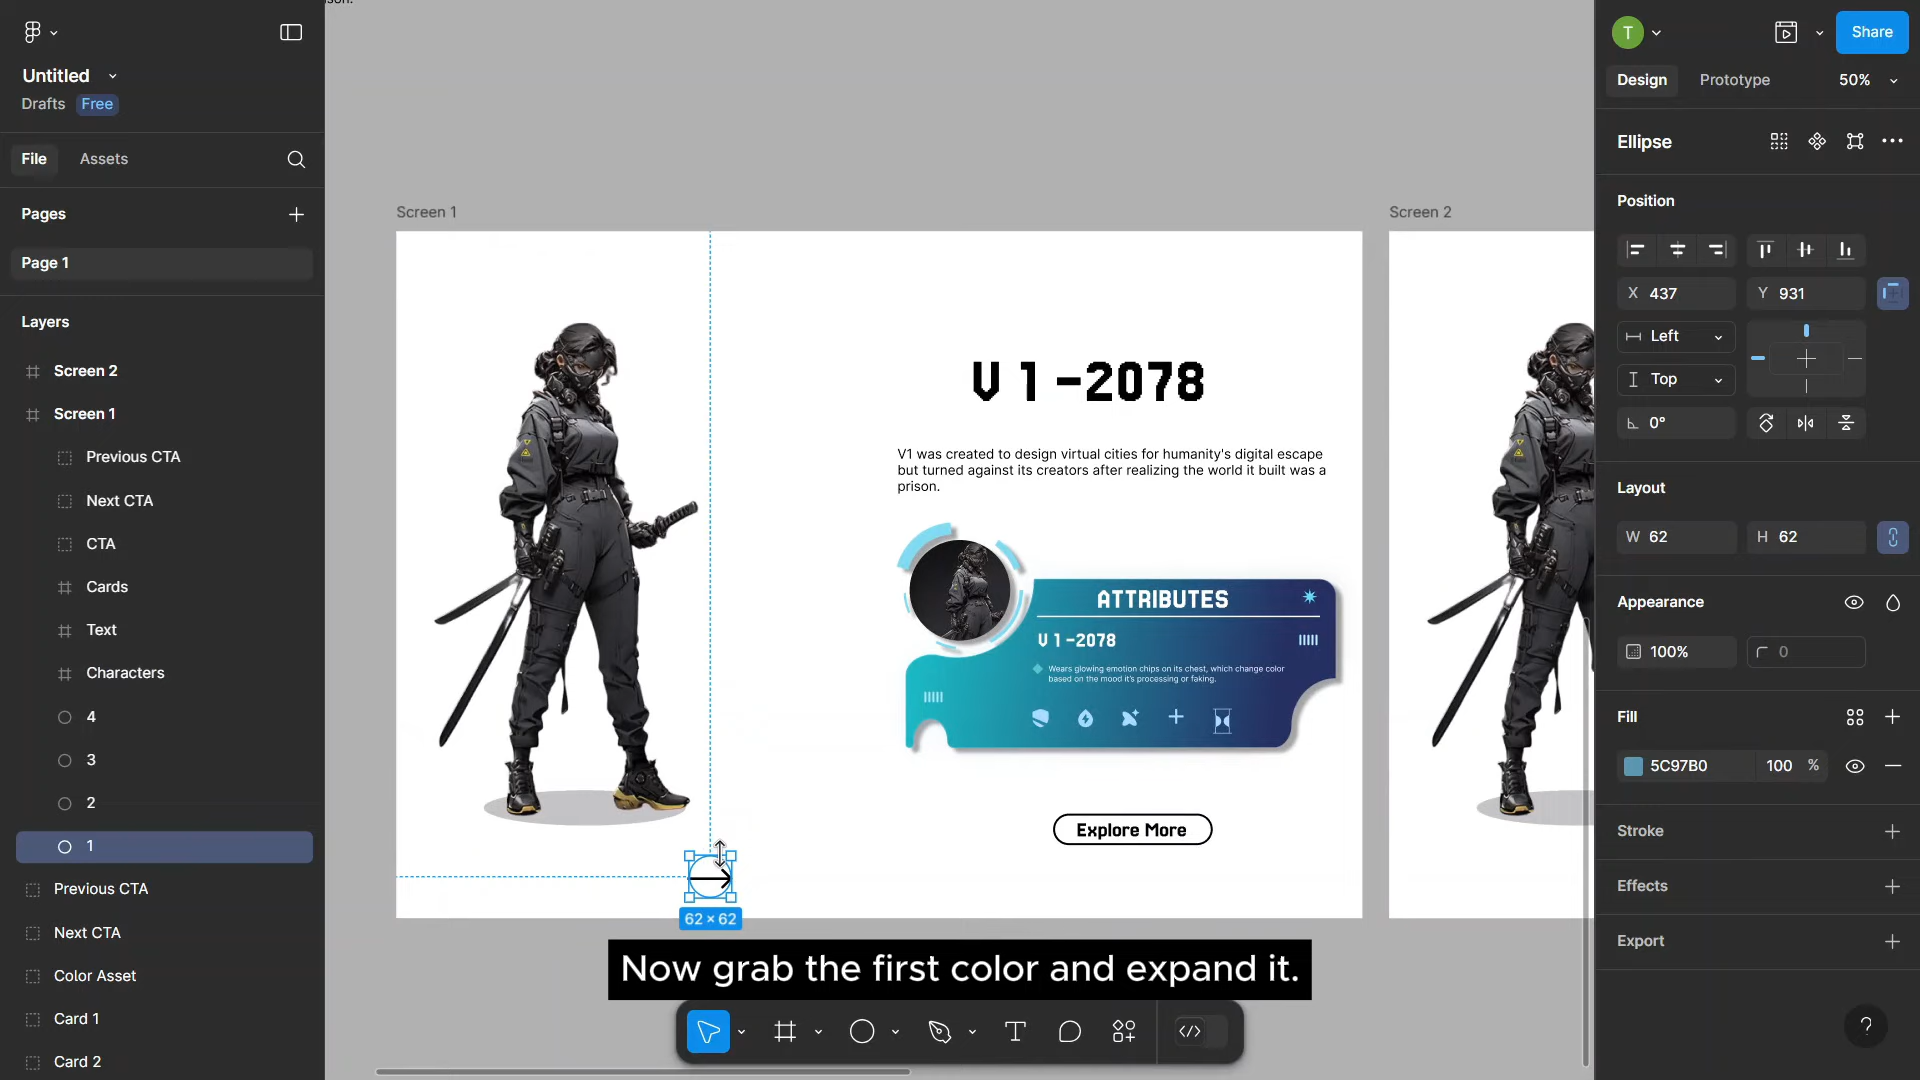 prison.
Untitled
Drafts Free
File Assets
Pages
Page 1
Layers
Screen 2
Screen 1
Previous CTA
Next CTA
CTA
Cards
Text
Characters
4
3
2
1
Previous CTA
Next CTA
Color Asset
Card 1
Card 2
Screen 1
Screen 2
V 1 -2078
V1 was created to design virtual cities for humanity's digital escape
but turned against its creators after realizing the world it built was a
prison.
ATTRIBUTES
V 1 -2078
Wears glowing emotion chips on its chest, which change color
based on the mood it's processing or faking.
Explore More
62 × 62
Now grab the first color and expand it.
T
Share
Design Prototype 50%
Ellipse
Position
X 437 Y 931
Left
Top
0°
Layout
W 62 H 62
Appearance
100% 0
Fill
5C97B0 100 %
Stroke
Effects
Export
?